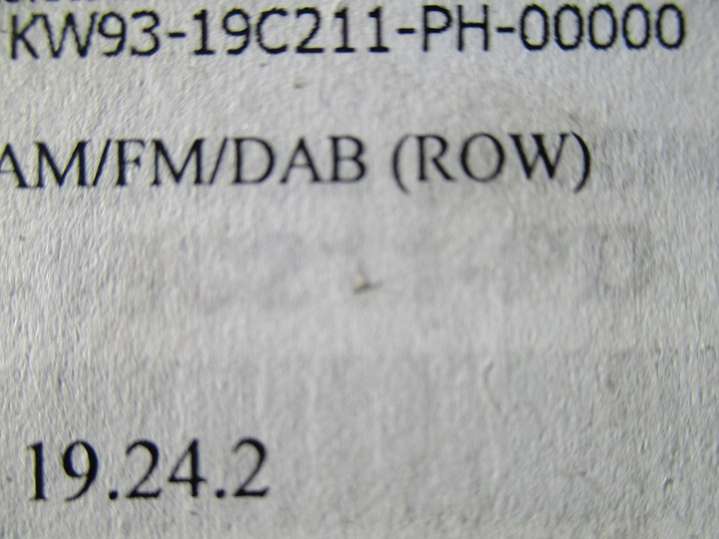 KW93-19C211-PH-00000
AM/FM/DAB (ROW)
19.24.2